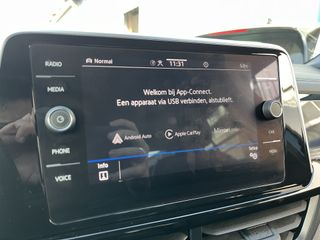 RADIO
MEDIA
PHONE
VOICE
Normal
11:31
Welkom bij App-Connect.
Een apparaat via USB verbinden, alstublieft.
Android Auto
Apple CarPlay
Info
CAR